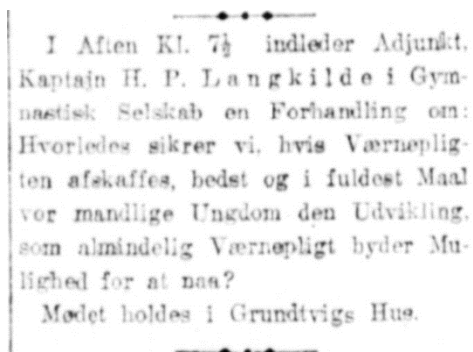 I Aften Kl. 7½ indleder Adjunkt,
Kaptajn H. P. Langkilde i Gym-
nastisk Selskab en Forhandling om:
Hvorledes sikrer vi, hvis Værnepligt-
ten afskaffes, bedst og i fuldest Maal
vor mandlige Ungdom den Udvikling,
som almindelig Værnepligt byder Mu-
lighed for at naa?
Mødet holdes i Grundtvigs Hus.